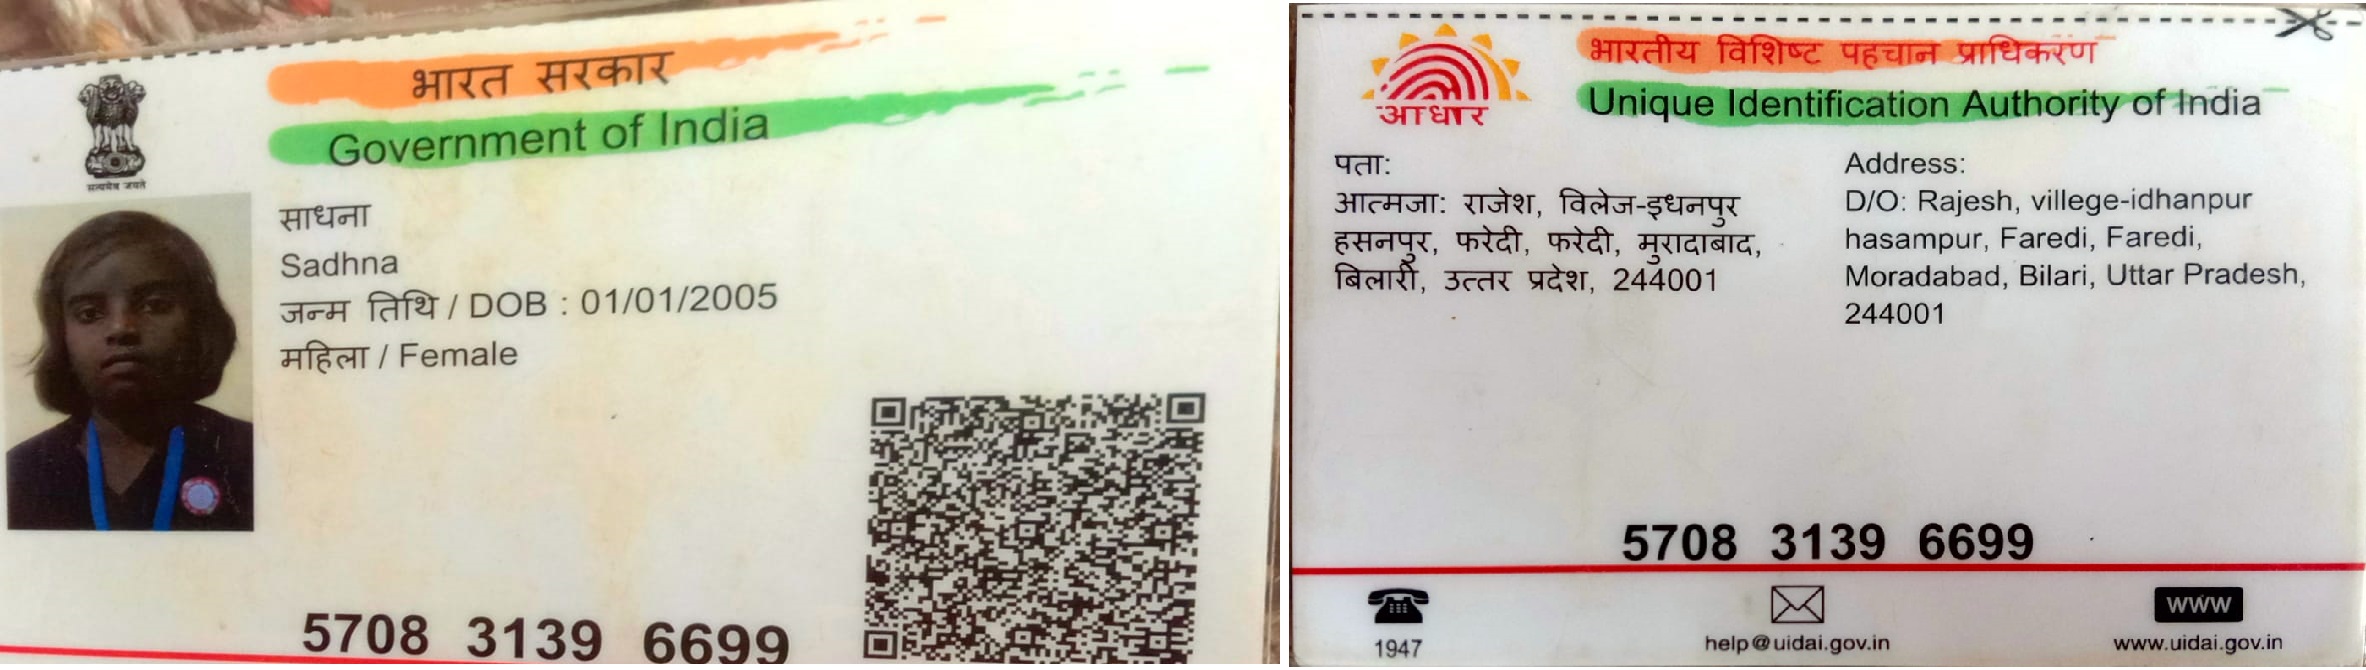 भारत सरकार
Government of India
सत्यमेव जयते
साधना
Sadhna
जन्म तिथि / DOB : 01/01/2005
महिला / Female
5708 3139 6699
भारतीय विशिष्ट पहचान प्राधिकरण
Unique Identification Authority of India
आधार
पता:
आत्मजा: राजेश, विलेज-इधनपुर
हसनपुर, फरेदी, फरेदी, मुरादाबाद,
बिलारी, उत्तर प्रदेश, 244001
Address:
D/O: Rajesh, villege-idhanpur
hasampur, Faredi, Faredi,
Moradabad, Bilari, Uttar Pradesh,
244001
5708 3139 6699
1947
help@uidai.gov.in
www
www.uidai.gov.in